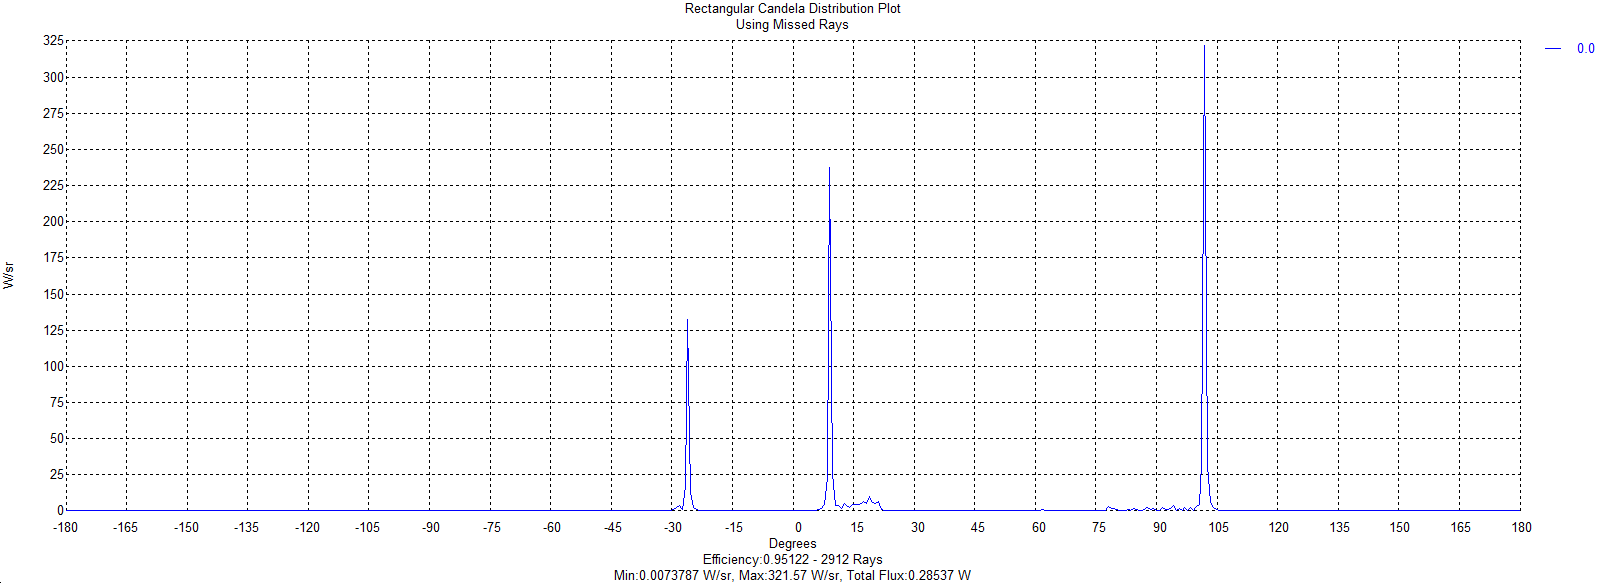 Rectangular Candela Distribution Plot
Using Missed Rays
0.0
325
300
275
250
225
200
175
150
125
100
75
50
25
0
W/sr
-180 -165 -150 -135 -120 -105 -90 -75 -60 -45 -30 -15 0 15 30 45 60 75 90 105 120 135 150 165 180
Degrees
Efficiency:0.95122 - 2912 Rays
Min:0.0073787 W/sr, Max:321.57 W/sr, Total Flux:0.28537 W